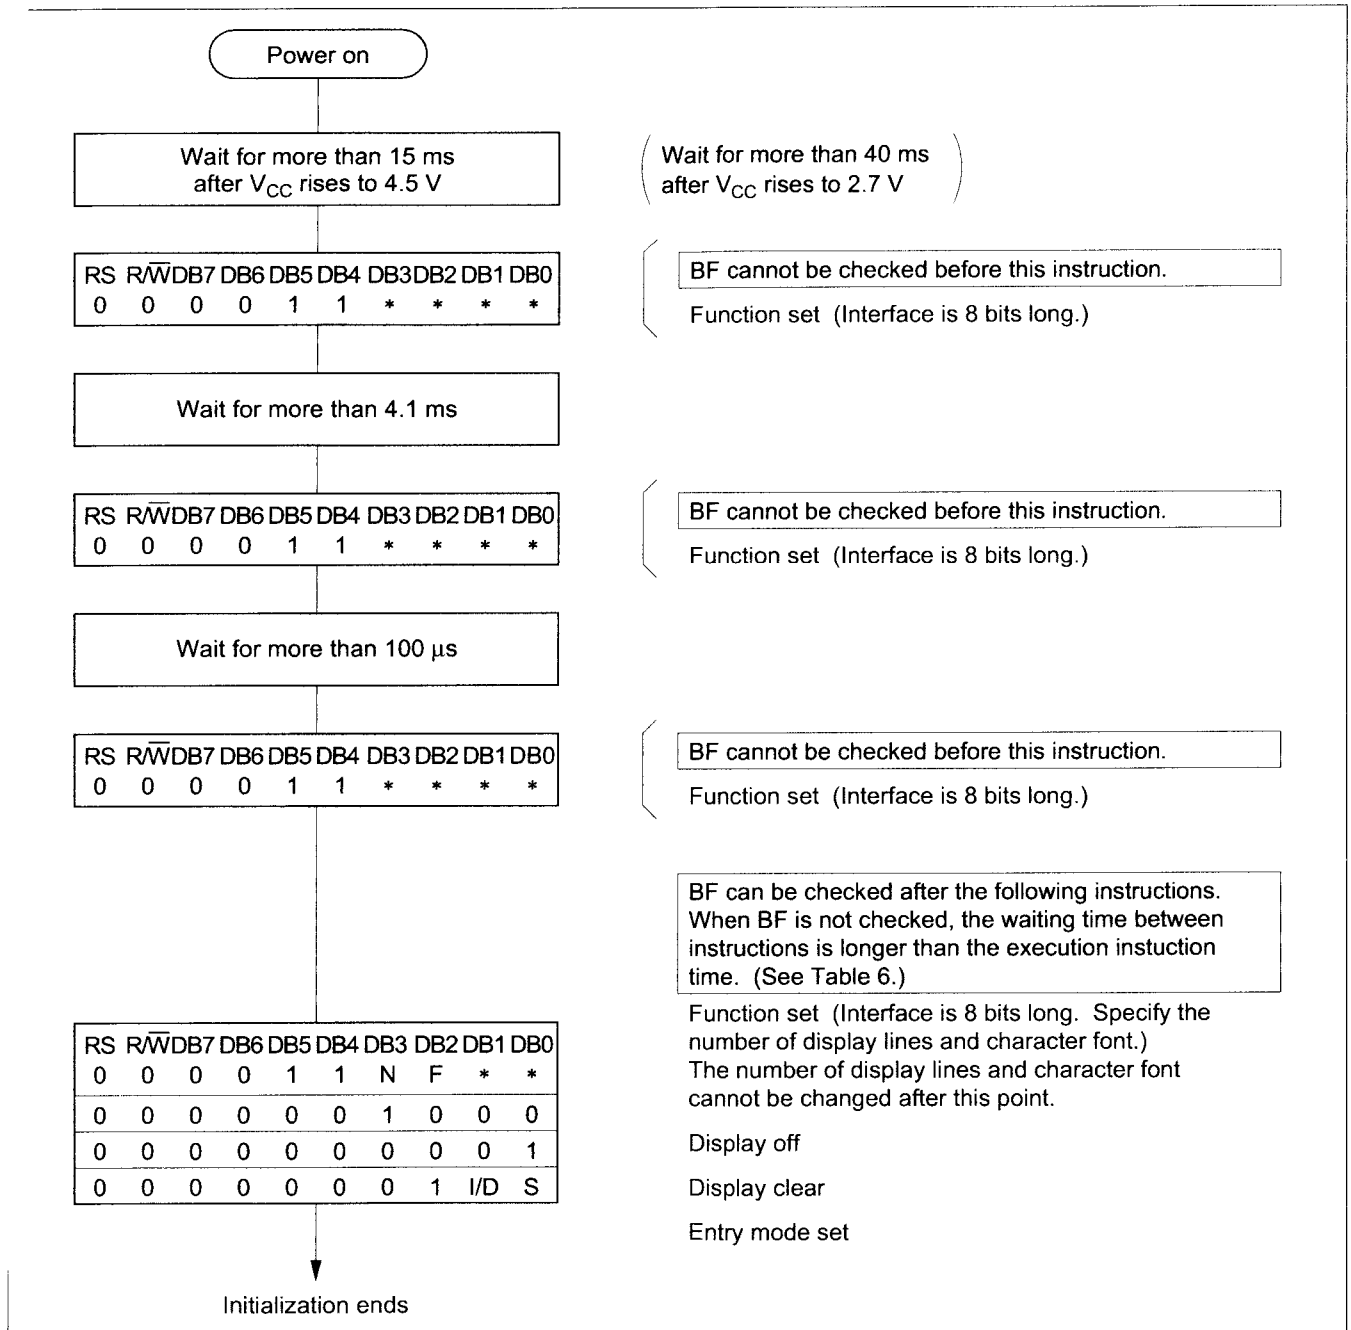 Power on
Wait for more than 15 ms
after VCC rises to 4.5 V
Wait for more than 40 ms
after VCC rises to 2.7 V
RS R/W̅ DB7 DB6 DB5 DB4 DB3 DB2 DB1 DB0
0 0 0 0 1 1 * * * *
BF cannot be checked before this instruction.
Function set (Interface is 8 bits long.)
Wait for more than 4.1 ms
RS R/W̅ DB7 DB6 DB5 DB4 DB3 DB2 DB1 DB0
0 0 0 0 1 1 * * * *
BF cannot be checked before this instruction.
Function set (Interface is 8 bits long.)
Wait for more than 100 µs
RS R/W̅ DB7 DB6 DB5 DB4 DB3 DB2 DB1 DB0
0 0 0 0 1 1 * * * *
BF cannot be checked before this instruction.
Function set (Interface is 8 bits long.)
BF can be checked after the following instructions.
When BF is not checked, the waiting time between
instructions is longer than the execution instuction
time. (See Table 6.)
RS R/W̅ DB7 DB6 DB5 DB4 DB3 DB2 DB1 DB0
0 0 0 0 1 1 N F * *
0 0 0 0 0 0 1 0 0 0
0 0 0 0 0 0 0 0 0 1
0 0 0 0 0 0 0 1 I/D S
Function set (Interface is 8 bits long. Specify the
number of display lines and character font.)
The number of display lines and character font
cannot be changed after this point.
Display off
Display clear
Entry mode set
Initialization ends